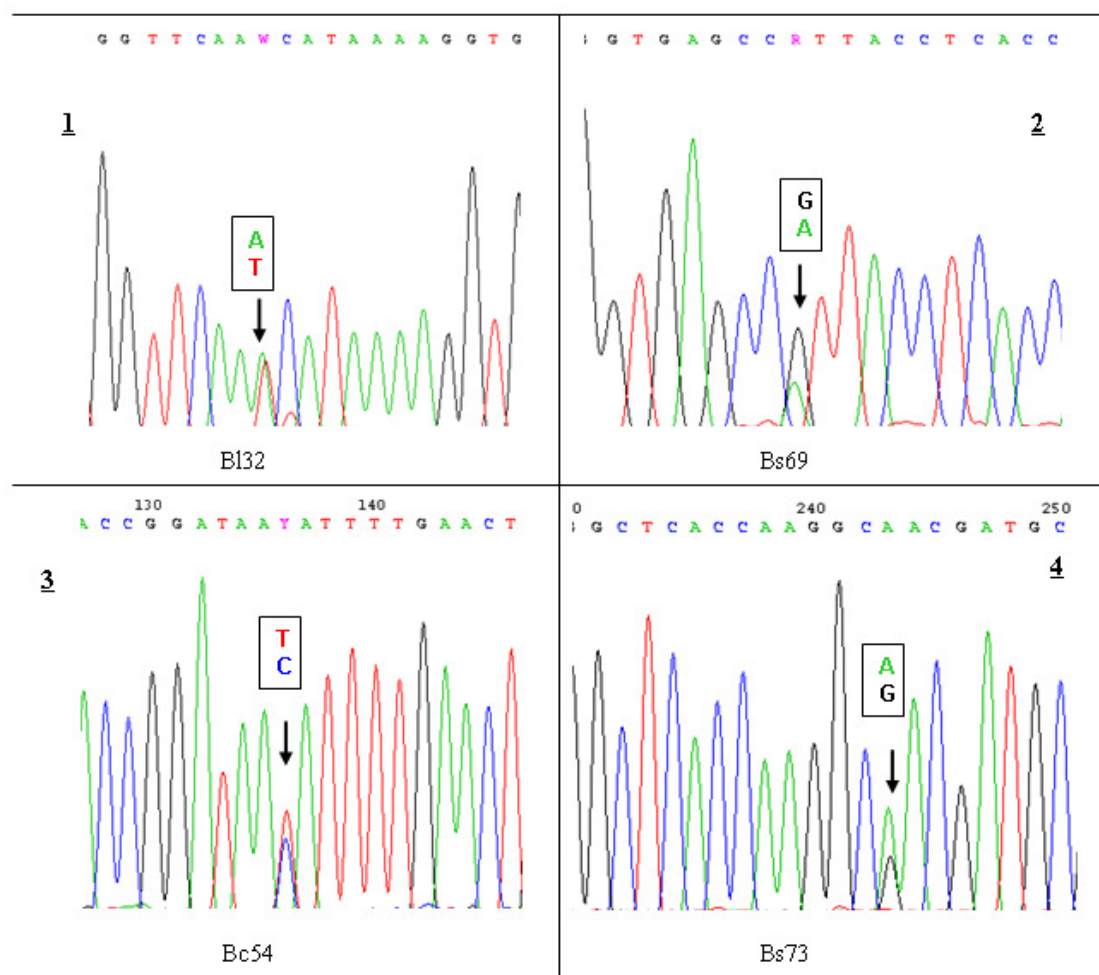 G G T T C A A W C A T A A A A G G T G
1
A
T
Bl32
G T G A G C C R T T A C C T C A C C
2
G
A
Bs69
130 140
A C C G G A T A A Y A T T T T G A A C T
3
T
C
Bc54
0 240 250
G C T C A C C A A G G C A A C G A T G C
4
A
G
Bs73